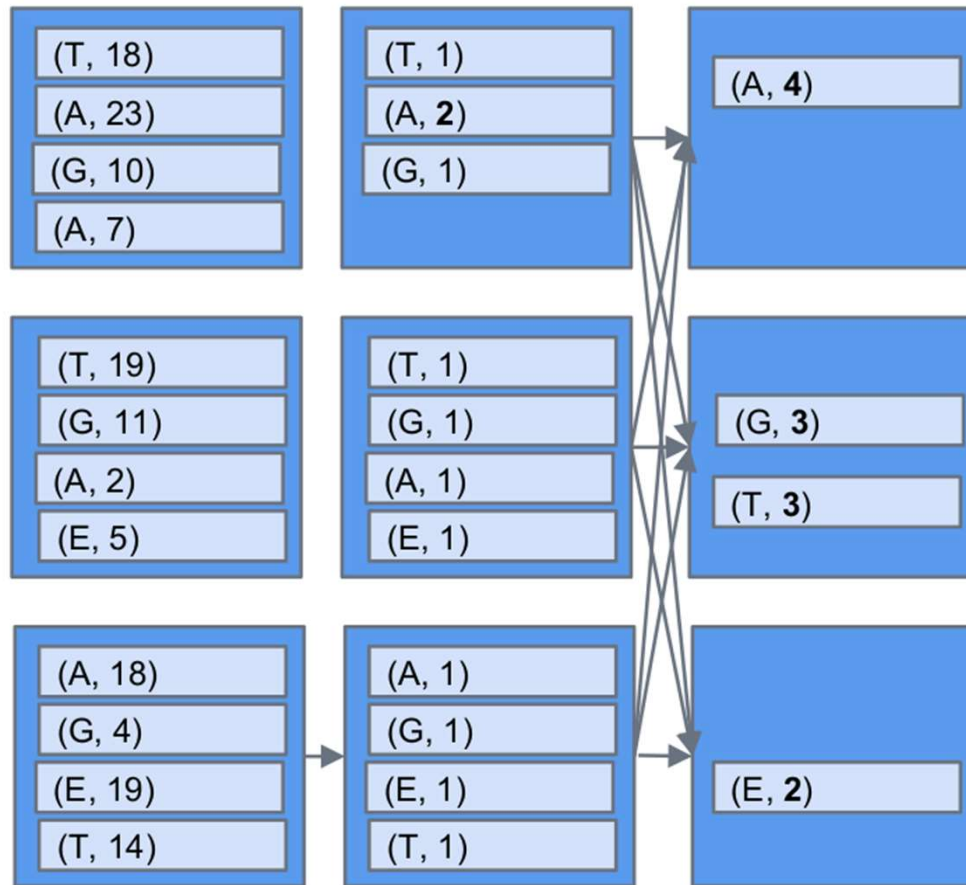 (T, 18)
(A, 23)
(G, 10)
(A, 7)
(T, 1)
(A, 2)
(G, 1)
(A, 4)
(T, 19)
(G, 11)
(A, 2)
(E, 5)
(T, 1)
(G, 1)
(A, 1)
(E, 1)
(G, 3)
(T, 3)
(A, 18)
(G, 4)
(E, 19)
(T, 14)
(A, 1)
(G, 1)
(E, 1)
(T, 1)
(E, 2)